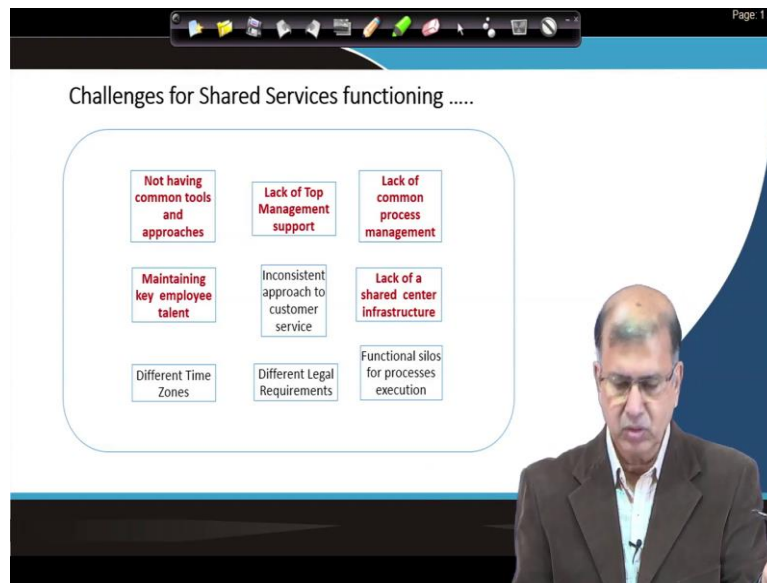 Page: 1
Challenges for Shared Services functioning .....
Not having
common tools
and
approaches
Lack of Top
Management
support
Lack of
common
process
management
Maintaining
key employee
talent
Inconsistent
approach to
customer
service
Lack of a
shared center
infrastructure
Different Time
Zones
Different Legal
Requirements
Functional silos
for processes
execution